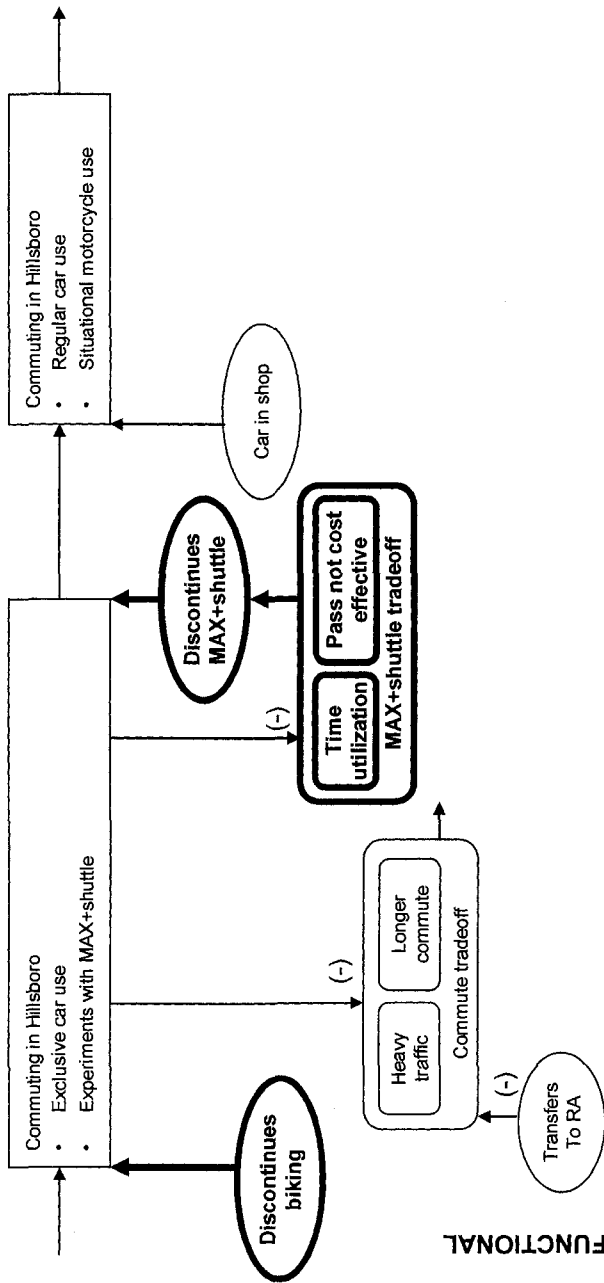 Commuting in Hillsboro
• Exclusive car use
• Experiments with MAX+shuttle
Commuting in Hillsboro
• Regular car use
• Situational motorcycle use
Discontinues
biking
Discontinues
MAX+shuttle
Car in shop
(-)
(-)
Time
utilization
Pass not cost
effective
MAX+shuttle tradeoff
Heavy
traffic
Longer
commute
Commute tradeoff
(-)
Transfers
To RA
FUNCTIONAL